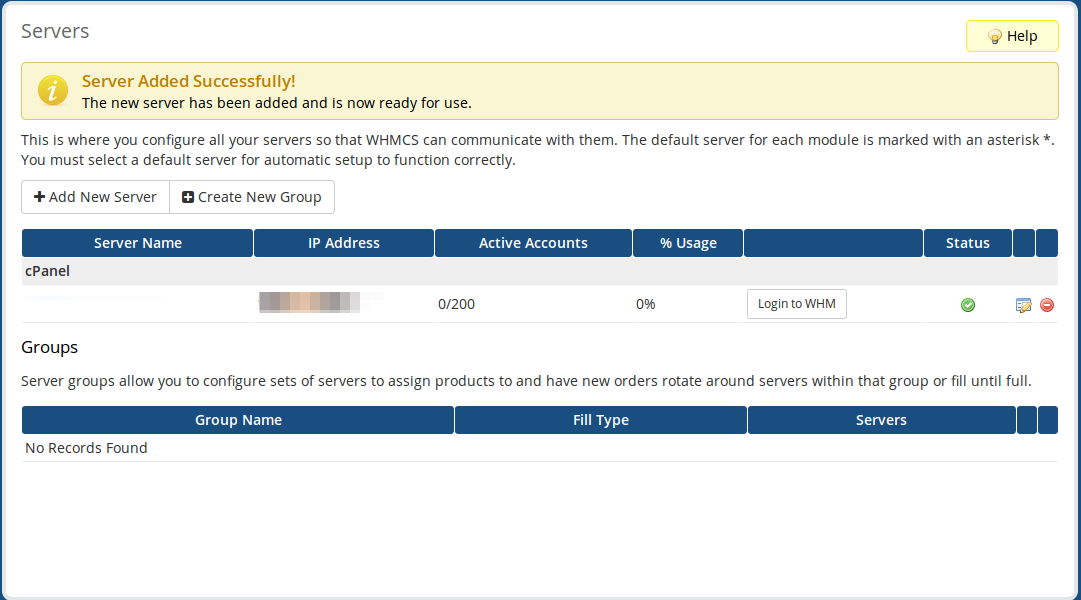 Servers
Help
Server Added Successfully!
The new server has been added and is now ready for use.
This is where you configure all your servers so that WHMCS can communicate with them. The default server for each module is marked with an asterisk *.
You must select a default server for automatic setup to function correctly.
Add New Server Create New Group
Server Name IP Address Active Accounts % Usage Status
cPanel
0/200 0% Login to WHM
Groups
Server groups allow you to configure sets of servers to assign products to and have new orders rotate around servers within that group or fill until full.
Group Name Fill Type Servers
No Records Found